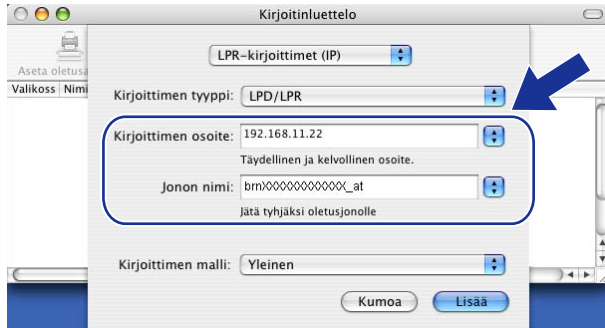 Kirjoitinluettelo
LPR-kirjoittimet (IP)
Aseta oletusa
Valikoss Nimi
Kirjoittimen tyyppi: LPD/LPR
Kirjoittimen osoite: 192.168.11.22
Täydellinen ja kelvollinen osoite.
Jonon nimi: brnXXXXXXXXXXXX_at
Jätä tyhjäksi oletusjonolle
Kirjoittimen malli: Yleinen
Kumoa Lisää